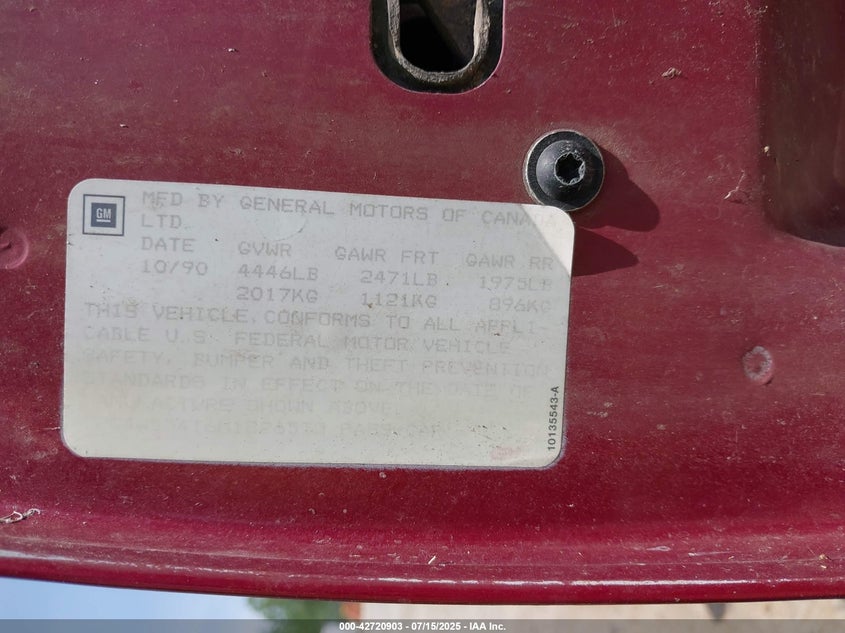 GM
MFD BY GENERAL MOTORS OF CANADA
LTD.
DATE GVWR GAWR FRT GAWR RR
10/90 4446LB 2471LB 1975LB
2017KG 1121KG 896KG
THIS VEHICLE CONFORMS TO ALL APPLI-
CABLE U.S. FEDERAL MOTOR VEHICLE
SAFETY, BUMPER AND THEFT PREVENTION
STANDARDS IN EFFECT ON THE DATE OF
SHOWN ABOVE
10135543-A
000-42720903 - 07/15/2025 - IAA Inc.